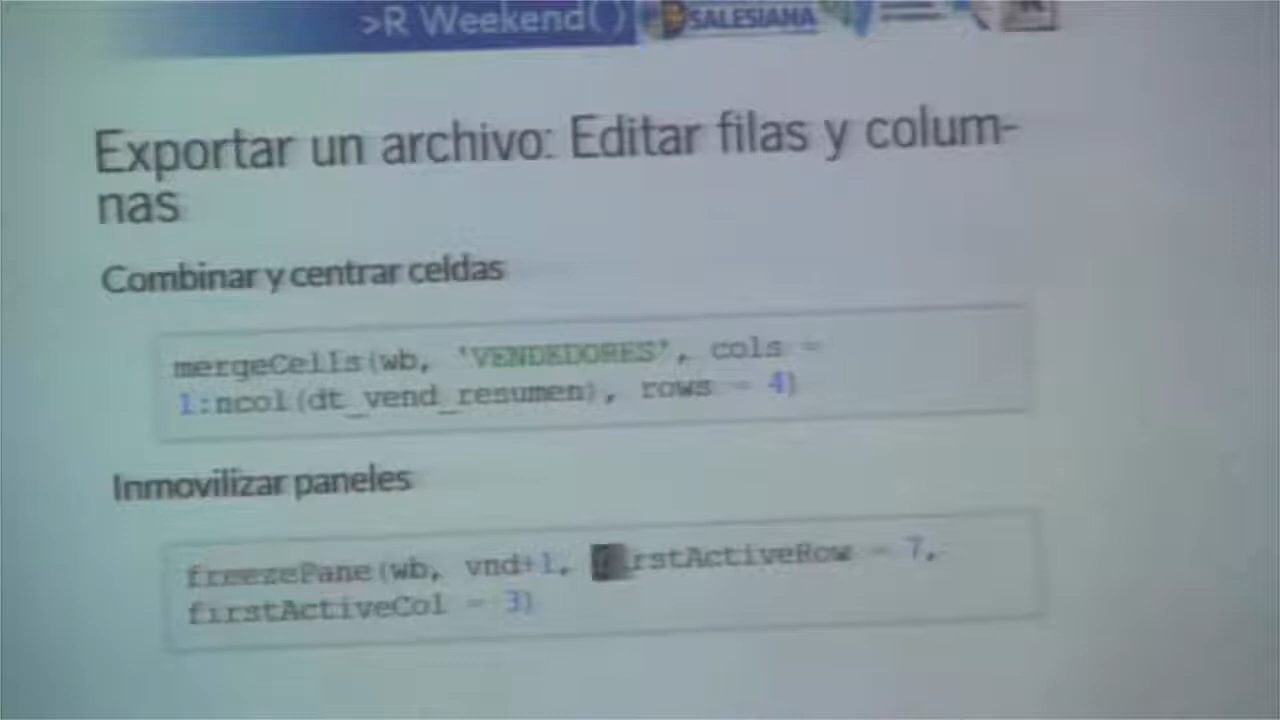 >R Weekend()
SALESIANA
Exportar un archivo: Editar filas y colum-
nas
Combinar y centrar celdas
mergeCells(wb, 'VENDEDORES', cols =
1:ncol(dt_vend_resumen), rows = 4)
Inmovilizar paneles
freezePane(wb, vnd+1, firstActiveRow = 7,
firstActiveCol = 3)